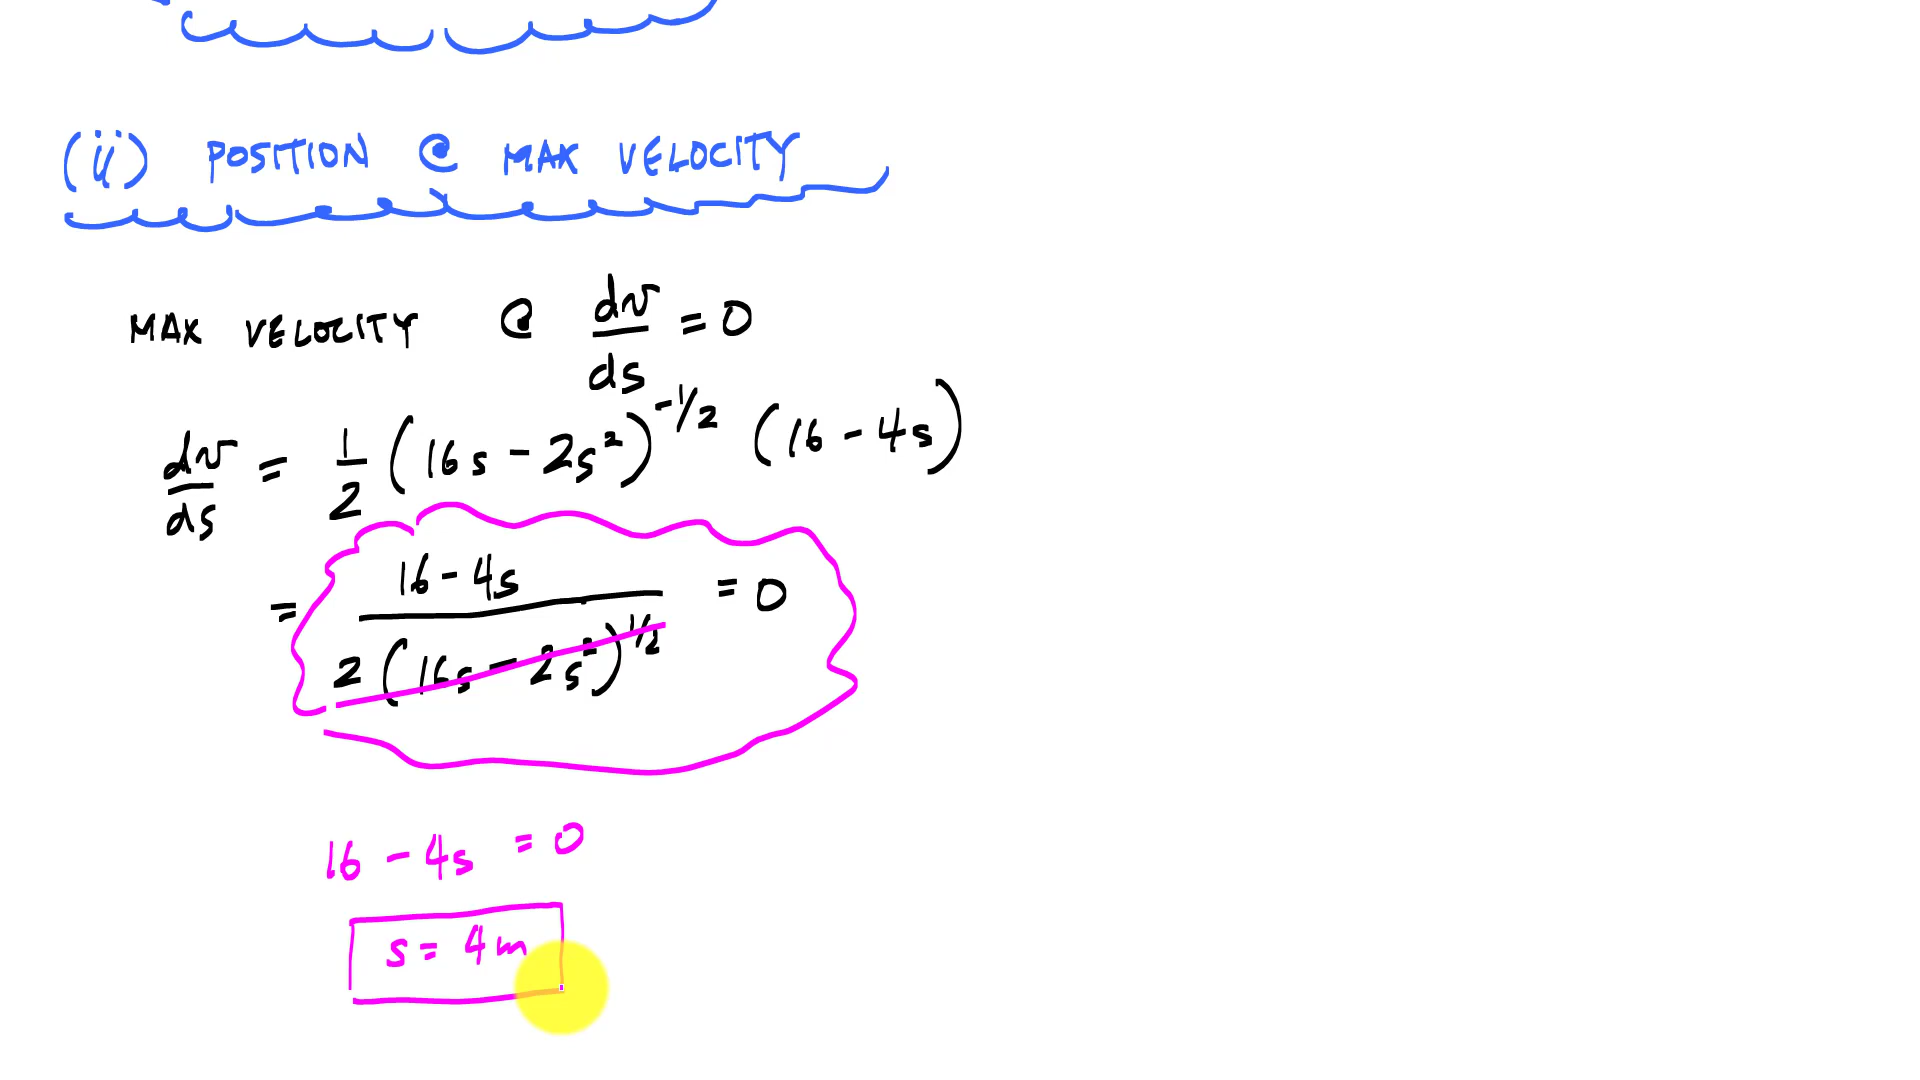 (ii) POSITION @ MAX VELOCITY
MAX VELOCITY @ dv/ds = 0
dv/ds = 1/2 (16s - 2s²)^-1/2 (16 - 4s)
= 16 - 4s / 2(16s - 2s²)^1/2 = 0
16 - 4s = 0
s = 4m